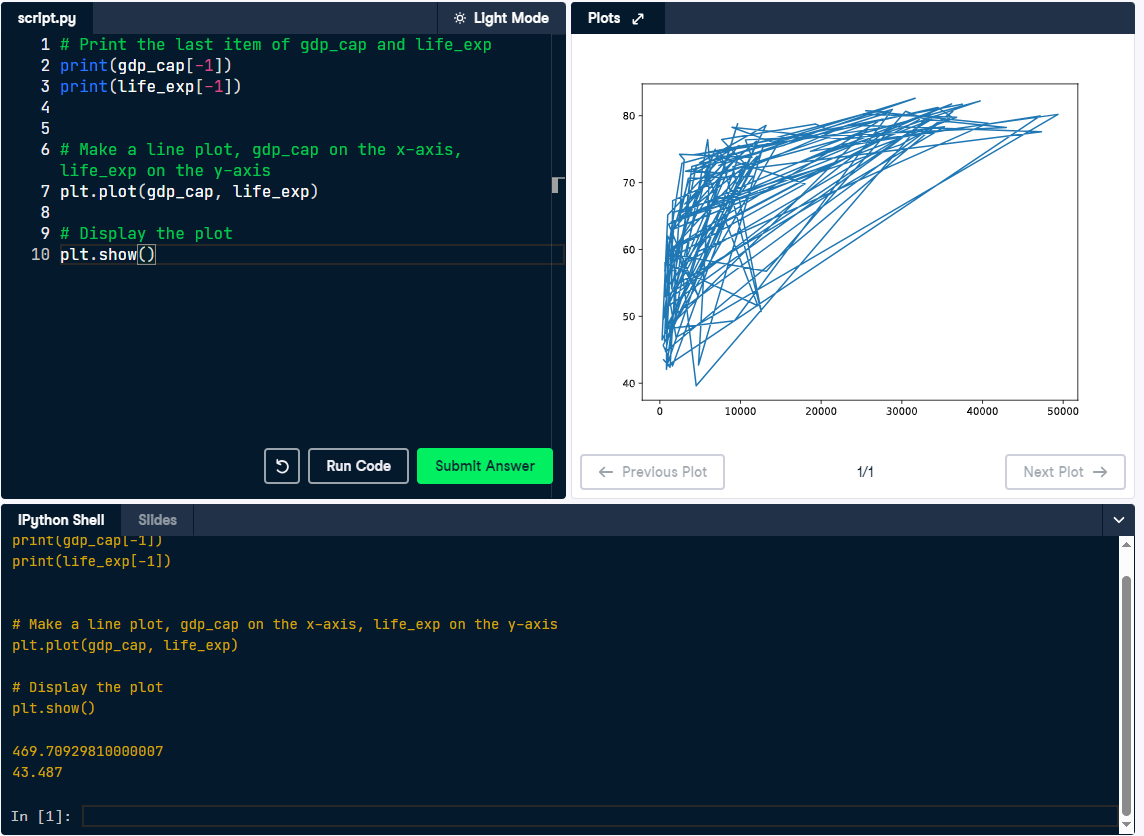 script.py
Light Mode
1 # Print the last item of gdp_cap and life_exp
2 print(gdp_cap[-1])
3 print(life_exp[-1])
4
5
6 # Make a line plot, gdp_cap on the x-axis,
life_exp on the y-axis
7 plt.plot(gdp_cap, life_exp)
8
9 # Display the plot
10 plt.show()
Run Code
Submit Answer
Plots
80
70
60
50
40
0 10000 20000 30000 40000 50000
Previous Plot
1/1
Next Plot
IPython Shell
Slides
print(gdp_cap[-1])
print(life_exp[-1])
# Make a line plot, gdp_cap on the x-axis, life_exp on the y-axis
plt.plot(gdp_cap, life_exp)
# Display the plot
plt.show()
469.70929810000007
43.487
In [1]: